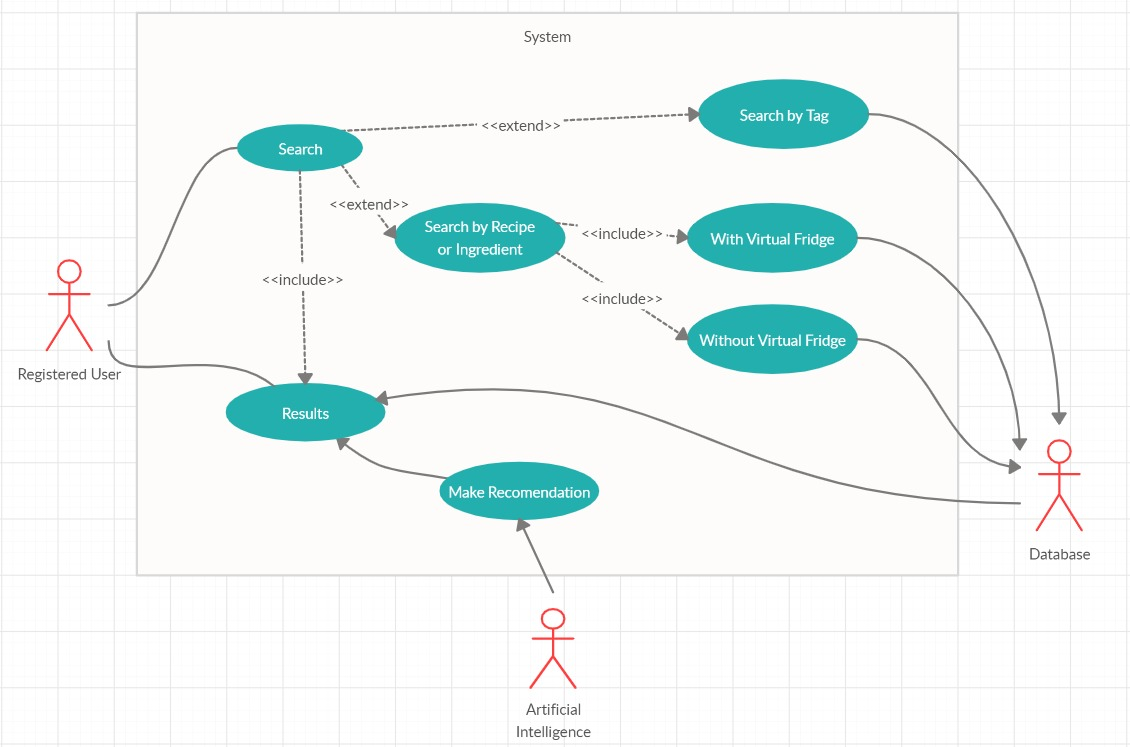 System
Search by Tag
<<extend>>
Search
<<extend>>
Search by Recipe
or Ingredient
<<include>>
With Virtual Fridge
<<include>>
<<include>>
Without Virtual Fridge
Registered User
Results
Make Recomendation
Database
Artificial
Intelligence